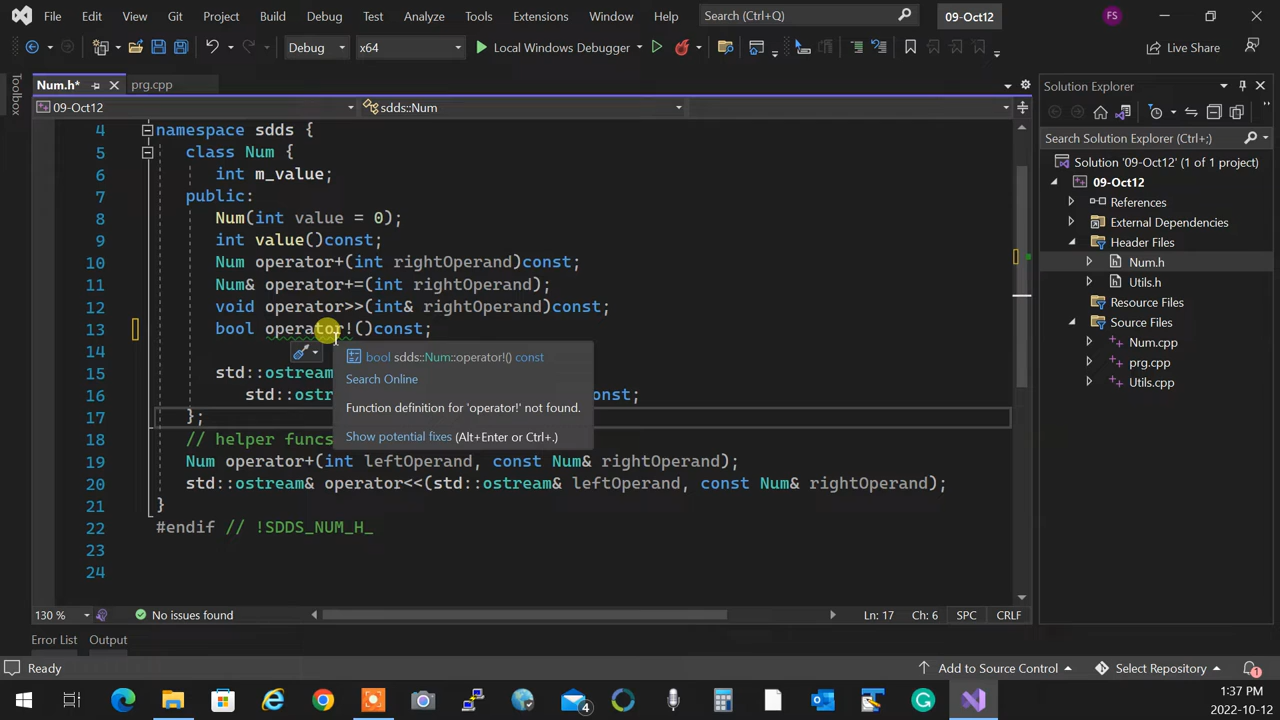 File Edit View Git Project Build Debug Test Analyze Tools Extensions Window Help Search (Ctrl+Q) 09-Oct12 FS
Debug x64 Local Windows Debugger Live Share
Toolbox
Num.h* prg.cpp
09-Oct12 sdds::Num
4 namespace sdds {
5 class Num {
6 int m_value;
7 public:
8 Num(int value = 0);
9 int value()const;
10 Num operator+(int rightOperand)const;
11 Num& operator+=(int rightOperand);
12 void operator>>(int& rightOperand)const;
13 bool operator!()const;
14
15 std::ostream
16 std::ostr onst;
17 };
18 // helper funcs
19 Num operator+(int leftOperand, const Num& rightOperand);
20 std::ostream& operator<<(std::ostream& leftOperand, const Num& rightOperand);
21 }
22 #endif // !SDDS_NUM_H_
23
24
bool sdds::Num::operator!() const
Search Online
Function definition for 'operator!' not found.
Show potential fixes (Alt+Enter or Ctrl+.)
130 % No issues found Ln: 17 Ch: 6 SPC CRLF
Error List Output
Solution Explorer
Search Solution Explorer (Ctrl+;)
Solution '09-Oct12' (1 of 1 project)
09-Oct12
References
External Dependencies
Header Files
Num.h
Utils.h
Resource Files
Source Files
Num.cpp
prg.cpp
Utils.cpp
Ready Add to Source Control Select Repository 1
4
1:37 PM
2022-10-12